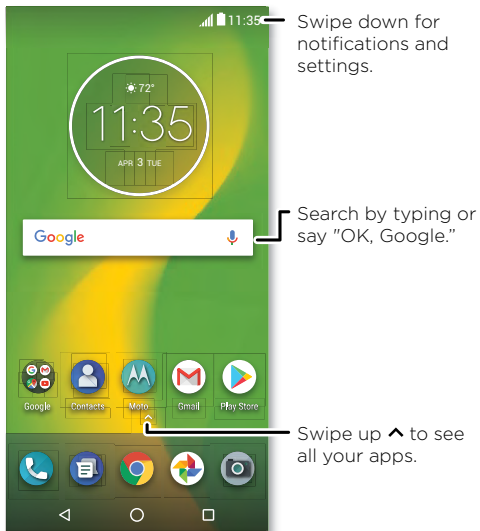 11:35
Swipe down for
notifications and
settings.
72°
11:35
APR 3 TUE
Google
Search by typing or
say "OK, Google.”
Google Contacts Moto Gmail Play Store
Swipe up ^ to see
all your apps.